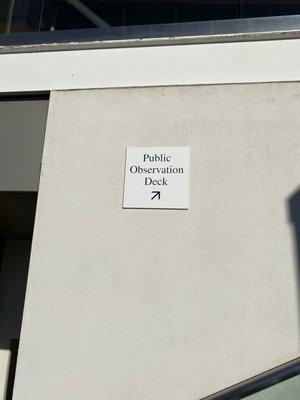 Public
Observation
Deck
↗